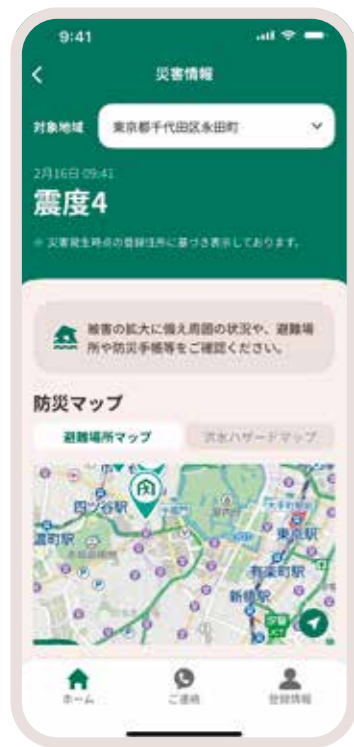 9:41
災害情報
対象地域
東京都千代田区永田町
2月16日 09:41
震度4
※ 災害発生時点の登録住所に基づき表示しております。
被害の拡大に備え周囲の状況や、避難場
所や防災手帳等をご確認ください。
防災マップ
避難場所マップ
洪水ハザードマップ
四ツ谷駅
東京駅
有楽町駅
新橋駅
汐留
JCT
ホーム
ご連絡
登録情報